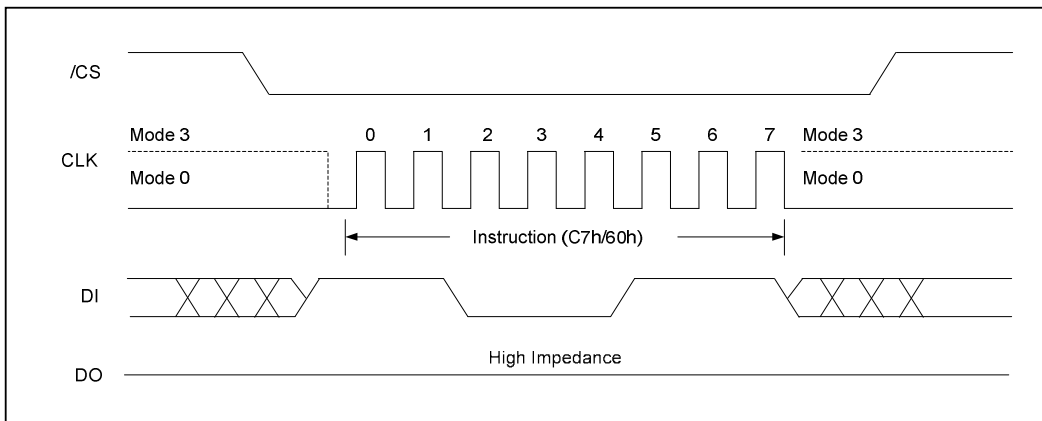 /CS
Mode 3
0 1 2 3 4 5 6 7
Mode 3
CLK
Mode 0
Mode 0
Instruction (C7h/60h)
DI
High Impedance
DO